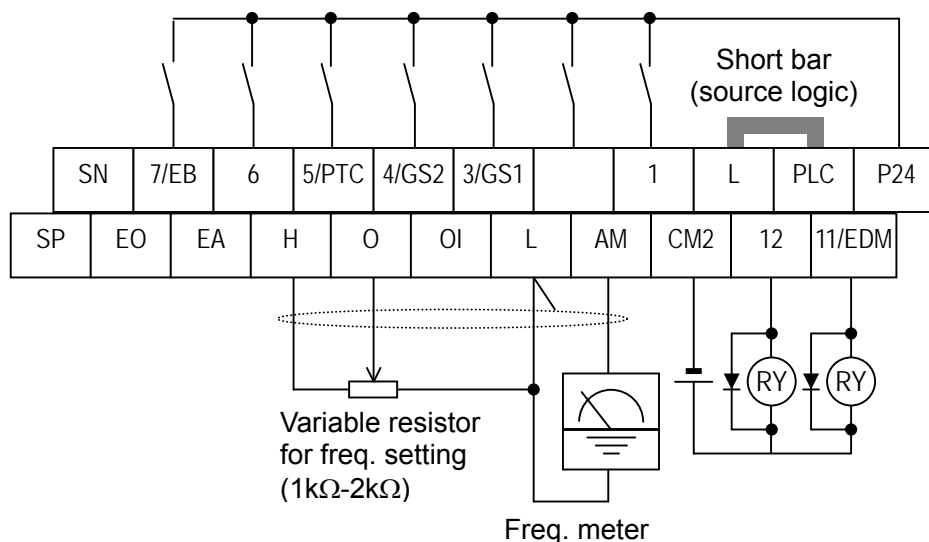 Short bar
(source logic)
SN 7/EB 6 5/PTC 4/GS2 3/GS1 1 L PLC P24
SP EO EA H O OI L AM CM2 12 11/EDM
RY RY
Variable resistor
for freq. setting
(1kΩ-2kΩ)
Freq. meter